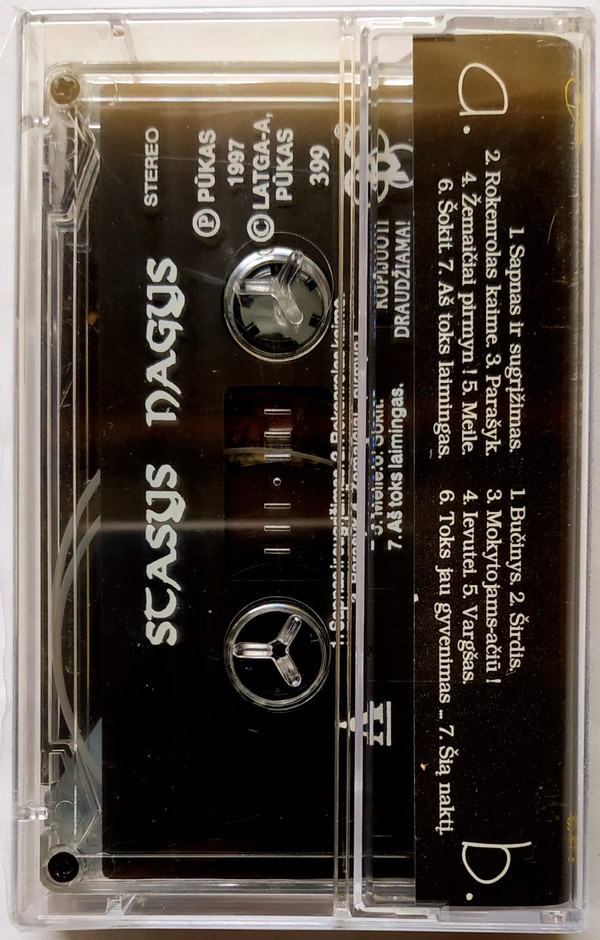 STASYS NAGYS
STEREO
Ⓟ PŪKAS
1997
© LATGA-A,
PŪKAS
399
KOPIJUOTI
DRAUDŽIAMA!
7. Aš toks laimingas.
A
a.
1. Sapnas ir sugrįžimas.
2. Rokenrolas kaime. 3. Parašyk.
4. Žemaičiai pirmyn ! 5. Meile.
6. Šokit. 7. Aš toks laimingas.
1. Bučinys. 2. Širdis.
3. Mokytojams-ačiū !
4. Ievutei. 5. Vargšas.
6. Toks jau gyvenimas ... 7. Šią naktį.
b.